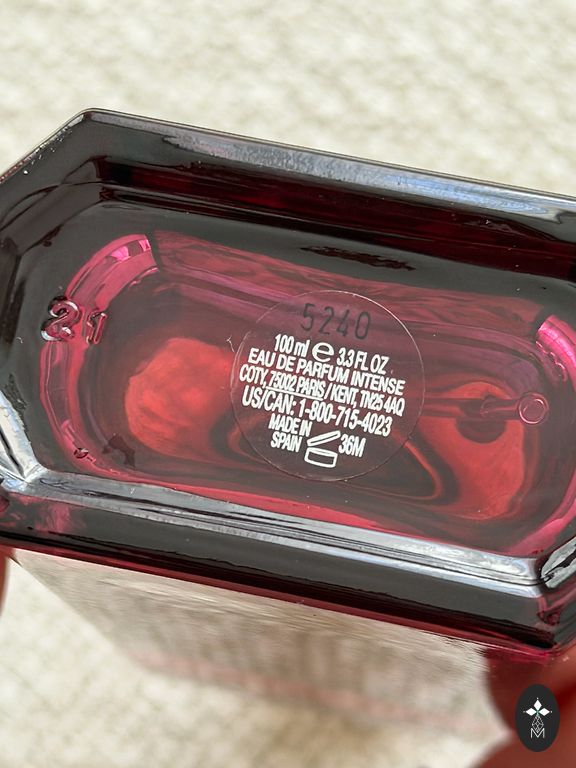 5240
100 ml ℮ 3.3 FL OZ
EAU DE PARFUM INTENSE
COTY, 75002 PARIS / KENT, TN25 4AQ
US/CAN: 1-800-715-4023
MADE IN
SPAIN 36M
M